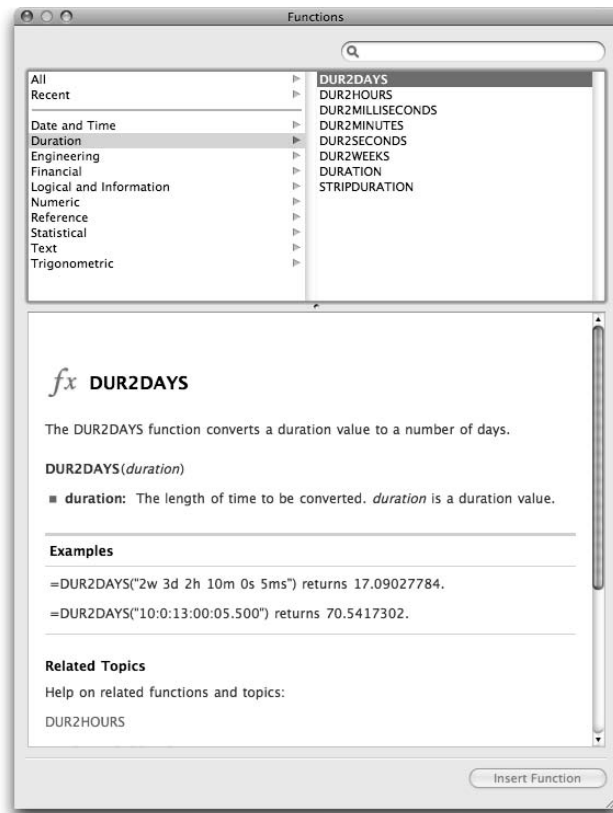 Functions
All
Recent
Date and Time
Duration
Engineering
Financial
Logical and Information
Numeric
Reference
Statistical
Text
Trigonometric
DUR2DAYS
DUR2HOURS
DUR2MILLISECONDS
DUR2MINUTES
DUR2SECONDS
DUR2WEEKS
DURATION
STRIPDURATION
fx DUR2DAYS
The DUR2DAYS function converts a duration value to a number of days.
DUR2DAYS(duration)
duration: The length of time to be converted. duration is a duration value.
Examples
=DUR2DAYS("2w 3d 2h 10m 0s 5ms") returns 17.09027784.
=DUR2DAYS("10:0:13:00:05.500") returns 70.5417302.
Related Topics
Help on related functions and topics:
DUR2HOURS
Insert Function